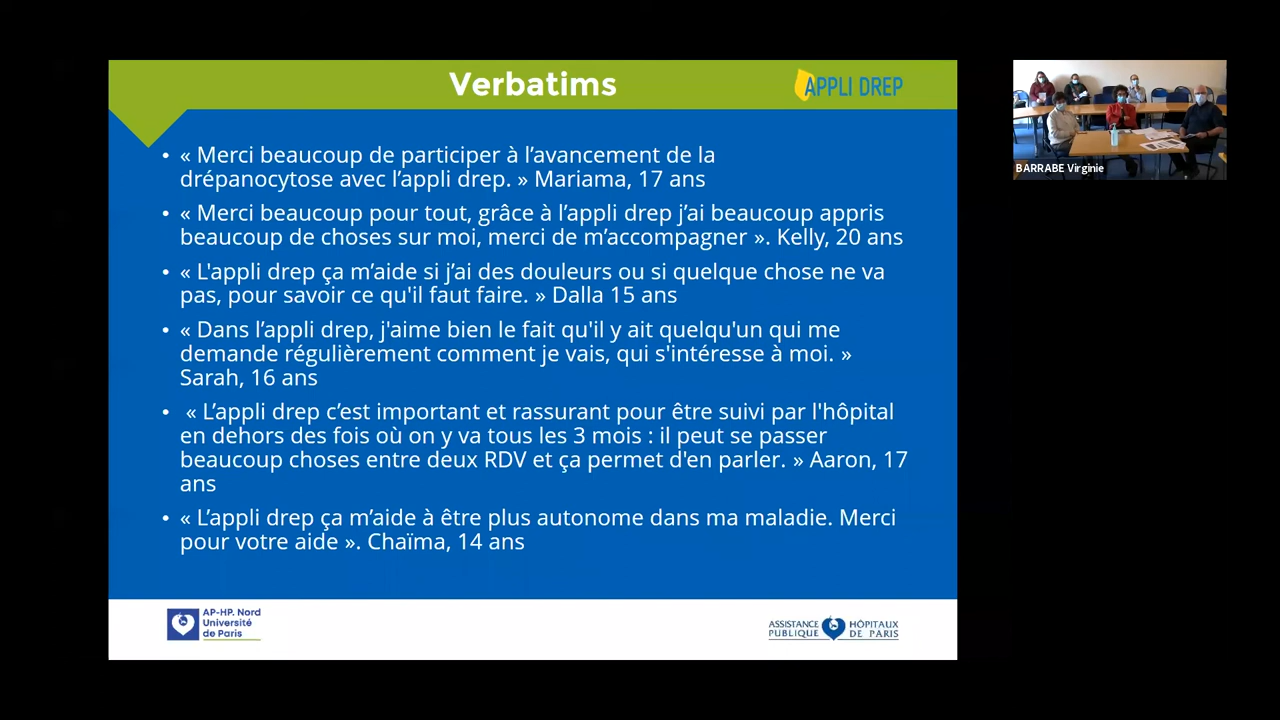 Verbatims
APPLI DREP
• « Merci beaucoup de participer à l’avancement de la
drépanocytose avec l’appli drep. » Mariama, 17 ans
• « Merci beaucoup pour tout, grâce à l’appli drep j’ai beaucoup appris
beaucoup de choses sur moi, merci de m’accompagner ». Kelly, 20 ans
• « L'appli drep ça m’aide si j’ai des douleurs ou si quelque chose ne va
pas, pour savoir ce qu'il faut faire. » Dalla 15 ans
• « Dans l’appli drep, j'aime bien le fait qu'il y ait quelqu'un qui me
demande régulièrement comment je vais, qui s'intéresse à moi. »
Sarah, 16 ans
• « L’appli drep c’est important et rassurant pour être suivi par l'hôpital
en dehors des fois où on y va tous les 3 mois : il peut se passer
beaucoup choses entre deux RDV et ça permet d'en parler. » Aaron, 17
ans
• « L’appli drep ça m’aide à être plus autonome dans ma maladie. Merci
pour votre aide ». Chaïma, 14 ans
AP-HP. Nord
Université
de Paris
ASSISTANCE HÔPITAUX
PUBLIQUE DE PARIS
BARRABE Virginie